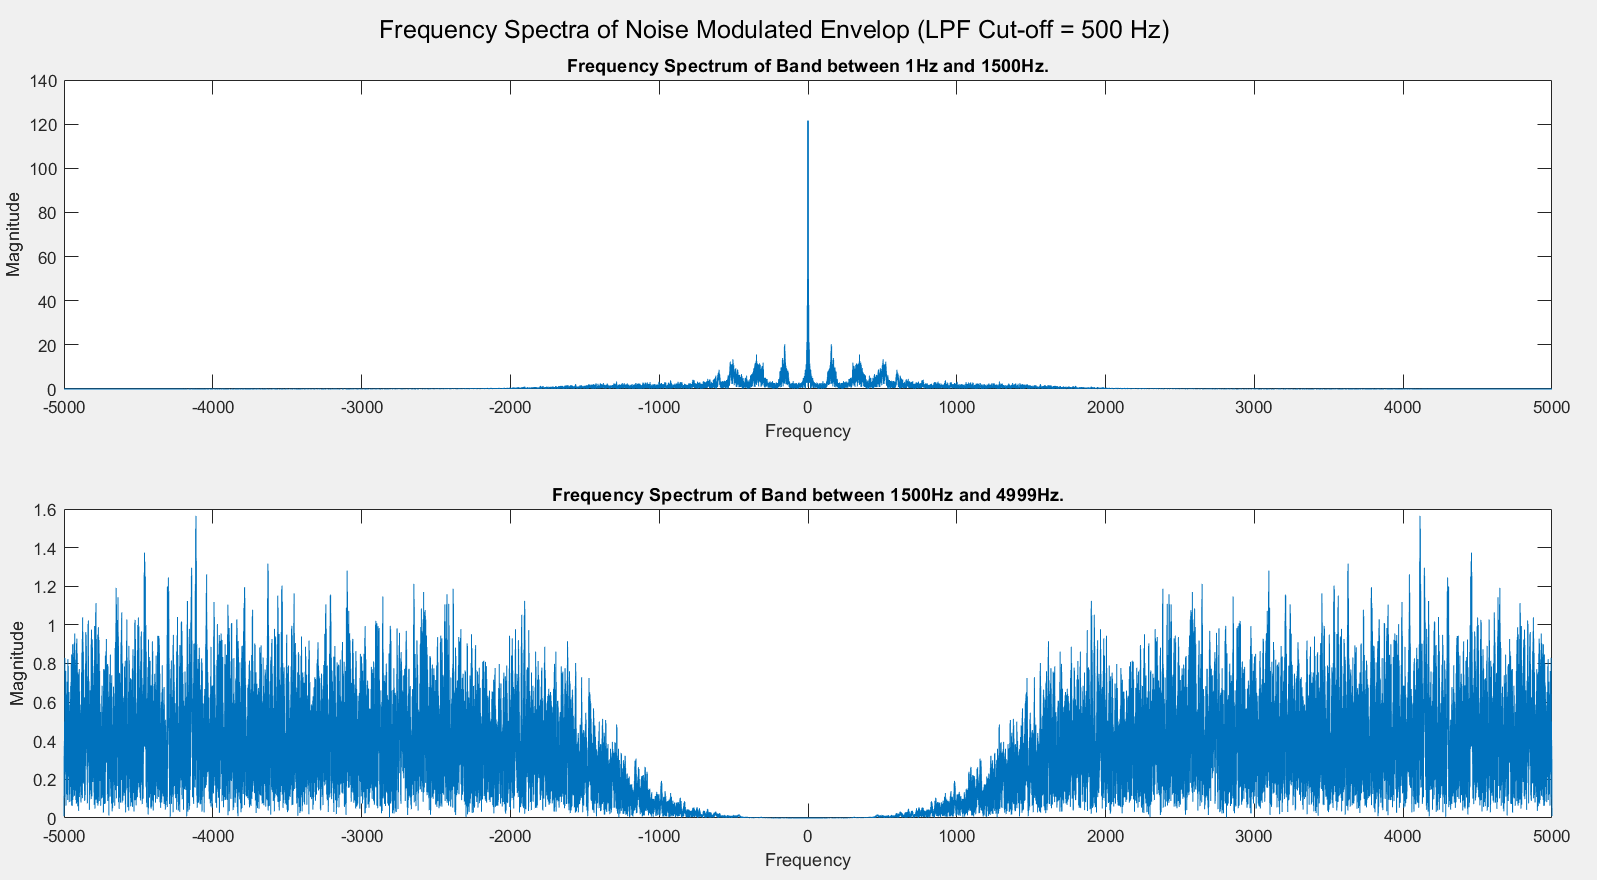 Frequency Spectra of Noise Modulated Envelop (LPF Cut-off = 500 Hz)
Frequency Spectrum of Band between 1Hz and 1500Hz.
140
120
100
80
60
40
20
0
Magnitude
-5000 -4000 -3000 -2000 -1000 0 1000 2000 3000 4000 5000
Frequency
Frequency Spectrum of Band between 1500Hz and 4999Hz.
1.6
1.4
1.2
1
0.8
0.6
0.4
0.2
0
Magnitude
-5000 -4000 -3000 -2000 -1000 0 1000 2000 3000 4000 5000
Frequency